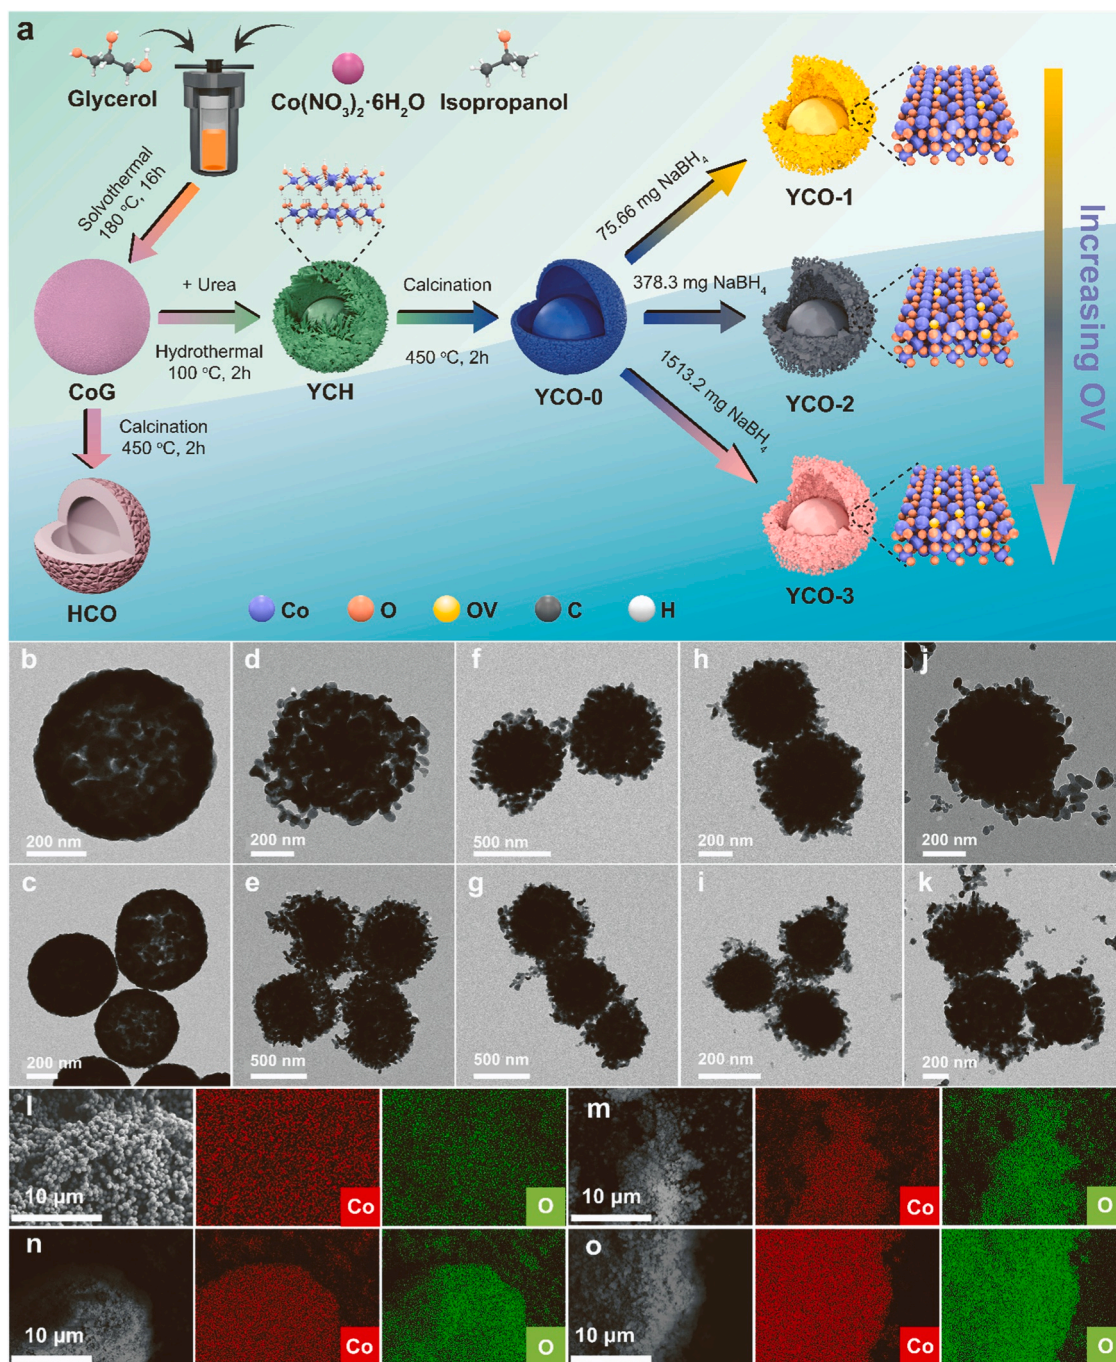 a
Glycerol
Co(NO₃)₂·6H₂O
Isopropanol
Solvothermal
180 °C, 16h
CoG
+ Urea
Hydrothermal
100 °C, 2h
YCH
Calcination
450 °C, 2h
YCO-0
75.66 mg NaBH₄
378.3 mg NaBH₄
1513.2 mg NaBH₄
YCO-1
YCO-2
YCO-3
Increasing OV
Calcination
450 °C, 2h
HCO
Co
O
OV
C
H
b
200 nm
d
200 nm
f
500 nm
h
200 nm
j
200 nm
c
200 nm
e
500 nm
g
500 nm
i
200 nm
k
200 nm
l
10 µm
Co
O
m
10 µm
Co
O
n
10 µm
Co
O
o
10 µm
Co
O